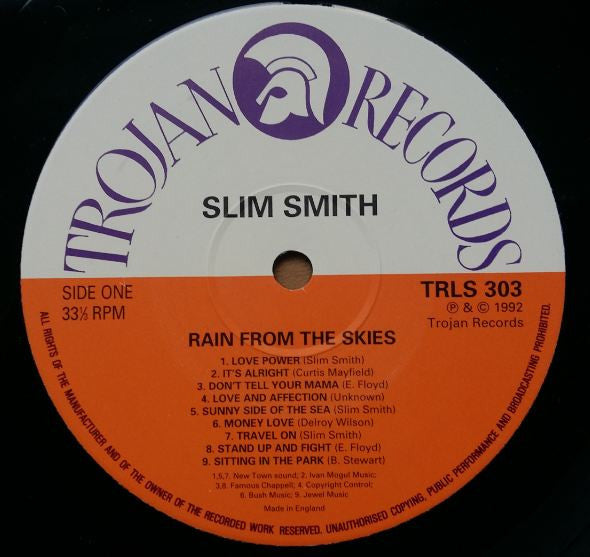 TROJAN RECORDS
SLIM SMITH
SIDE ONE
33⅓ RPM
TRLS 303
℗ & © 1992
Trojan Records
RAIN FROM THE SKIES
1. LOVE POWER (Slim Smith)
2. IT'S ALRIGHT (Curtis Mayfield)
3. DON'T TELL YOUR MAMA (E. Floyd)
4. LOVE AND AFFECTION (Unknown)
5. SUNNY SIDE OF THE SEA (Slim Smith)
6. MONEY LOVE (Delroy Wilson)
7. TRAVEL ON (Slim Smith)
8. STAND UP AND FIGHT (E. Floyd)
9. SITTING IN THE PARK (B. Stewart)
1,5,7. New Town sound; 2. Ivan Mogul Music;
3,8. Famous Chappell; 4. Copyright Control;
6. Bush Music; 9. Jewel Music
Made in England
ALL RIGHTS OF THE MANUFACTURER AND OF THE OWNER OF THE RECORDED WORK RESERVED. UNAUTHORISED COPYING, PUBLIC PERFORMANCE AND BROADCASTING PROHIBITED.